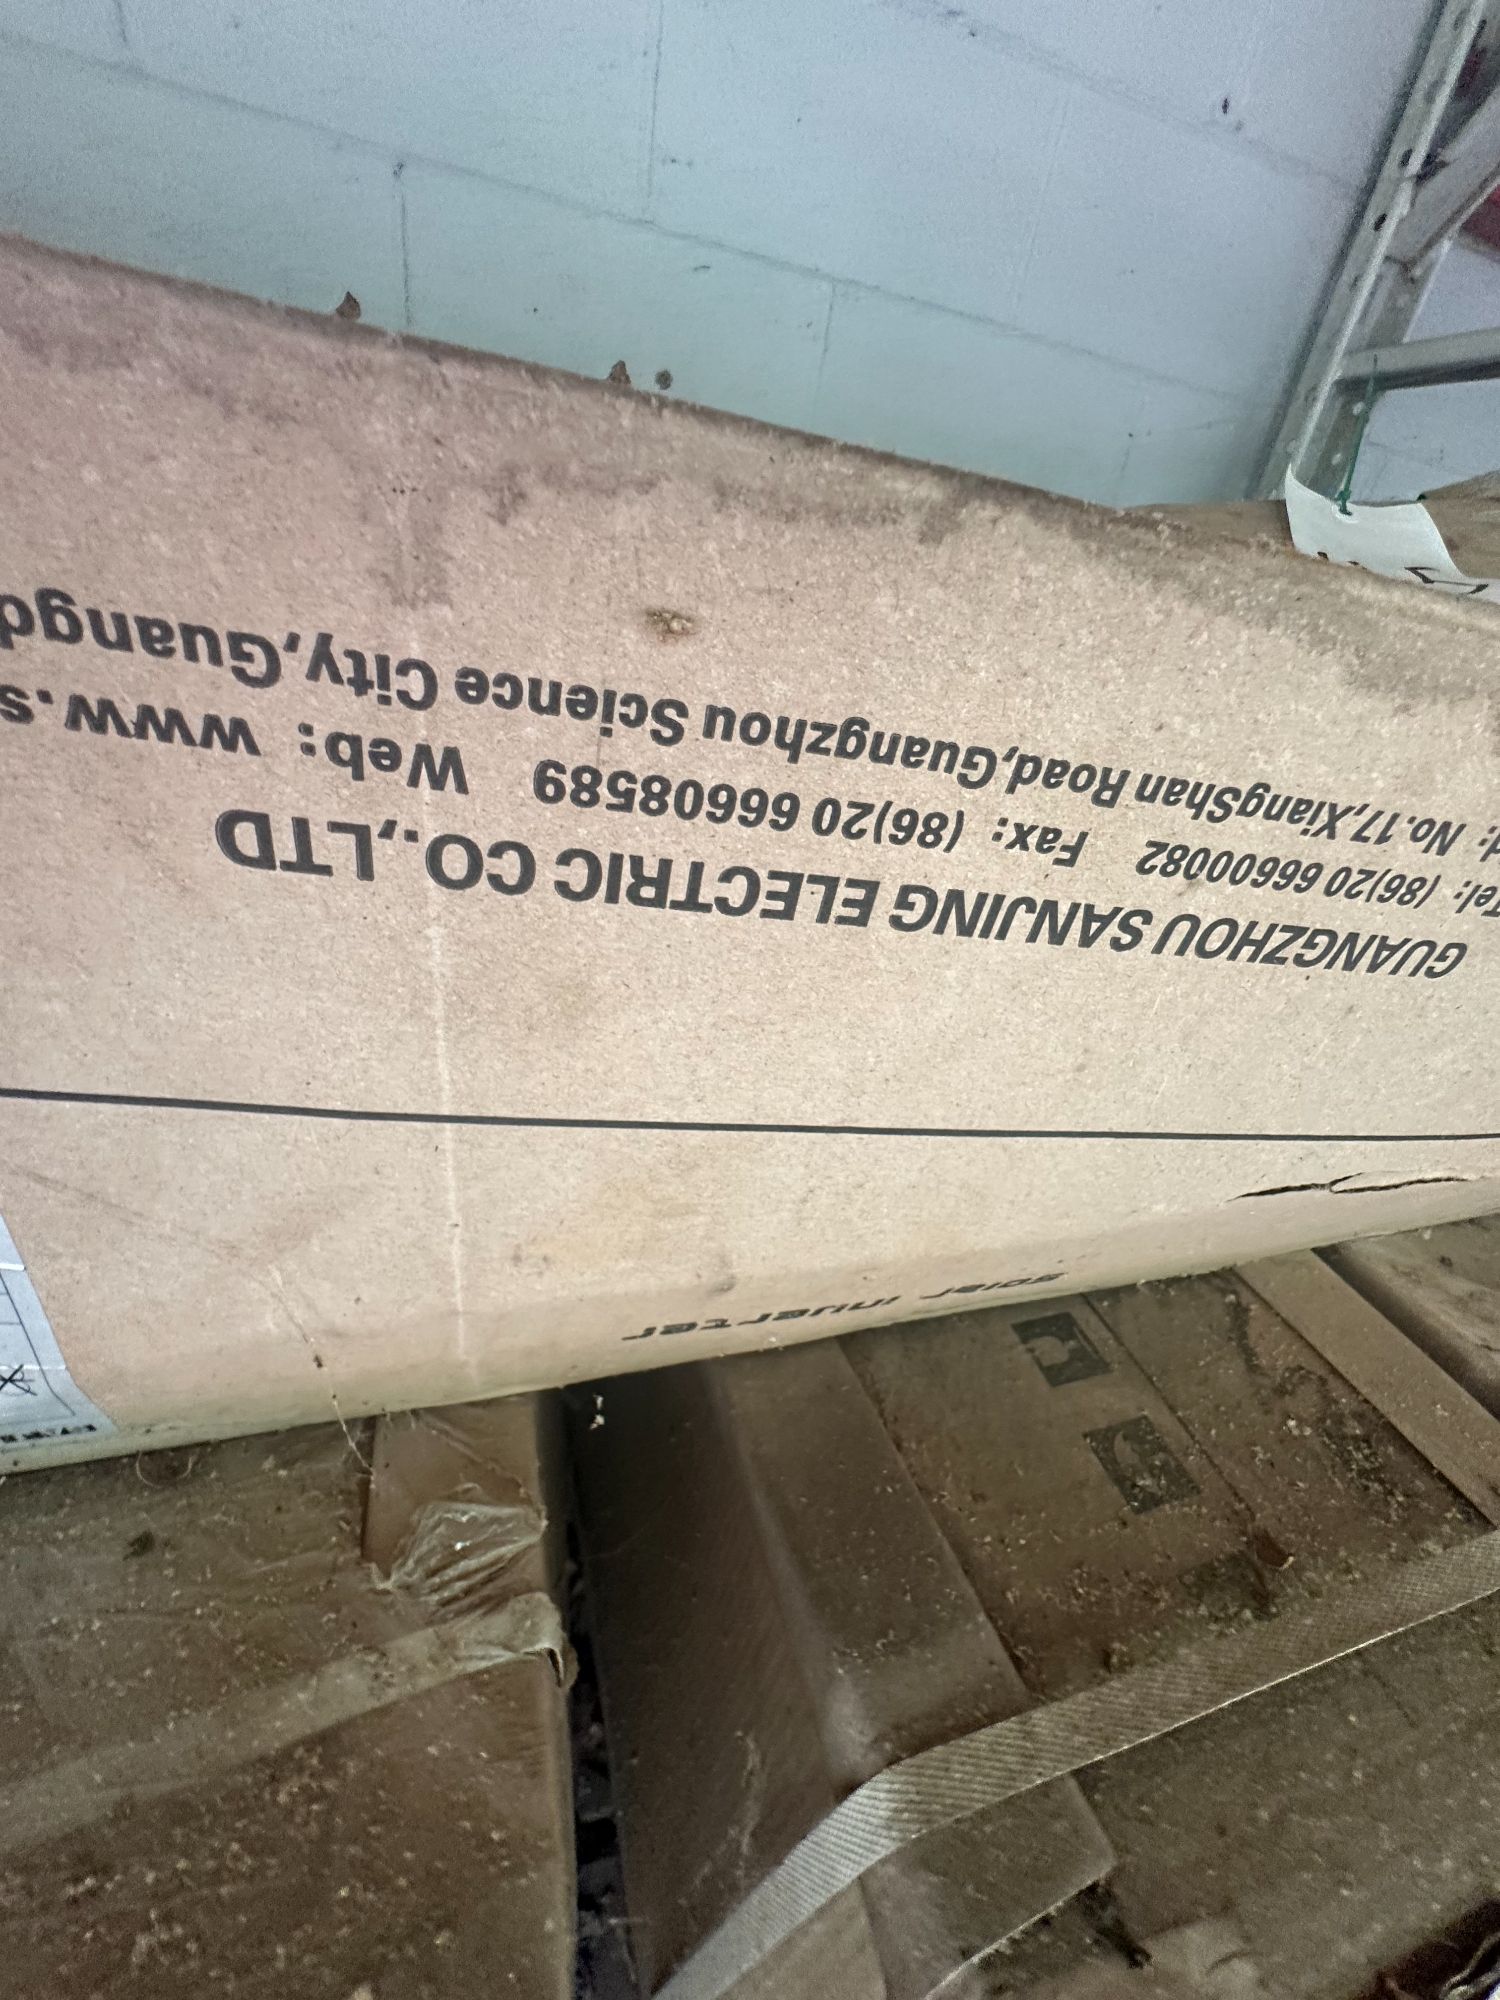 GUANGZHOU SANJING ELECTRIC CO.,LTD
Tel: (86)20 66600082 Fax: (86)20 66608589 Web: www.s
d: No.17,XiangShan Road,Guangzhou Science City,Guangd
solar inverter